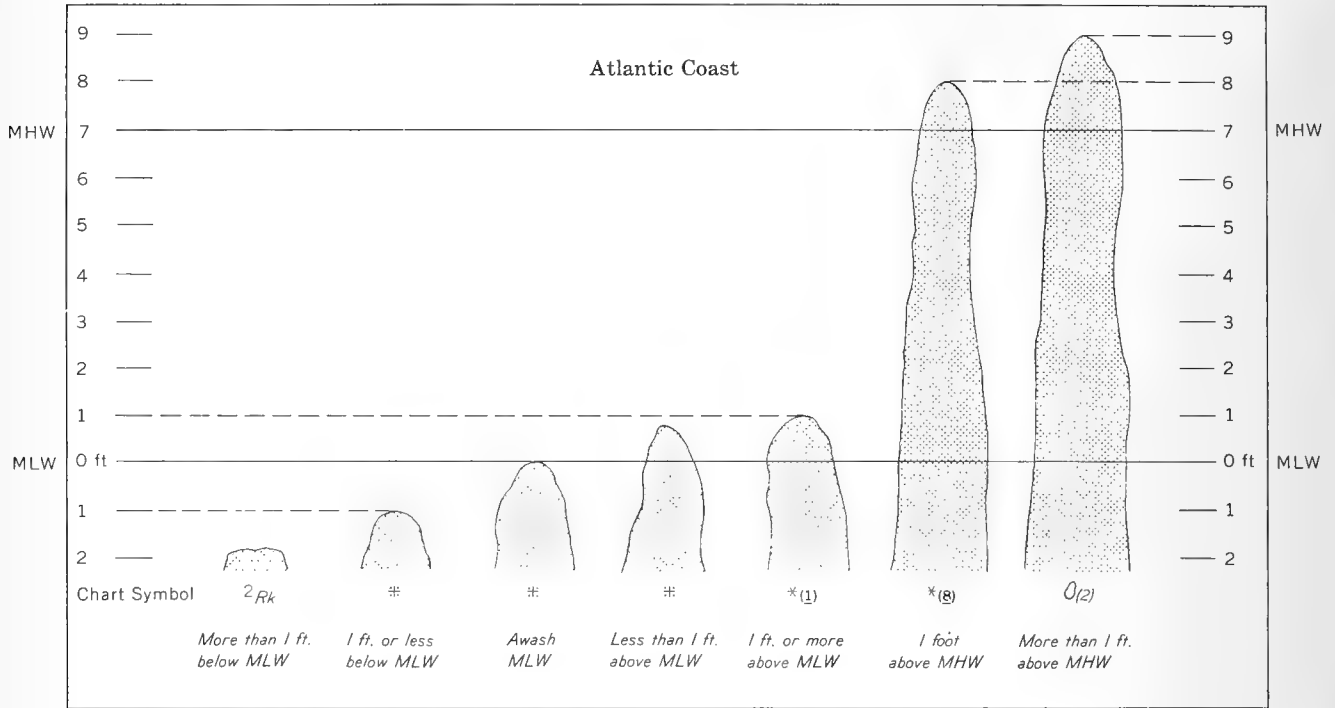 Atlantic Coast
9 9
8 8
MHW 7 7 MHW
6 6
5 5
4 4
3 3
2 2
1 1
MLW 0 ft 0 ft MLW
1 1
2 2
Chart Symbol 2 Rk *(1) *(8) 0(2)
More than 1 ft. 1 ft. or less Awash Less than 1 ft. 1 ft. or more 1 foot More than 1 ft.
below MLW below MLW MLW above MLW above MLW above MHW above MHW